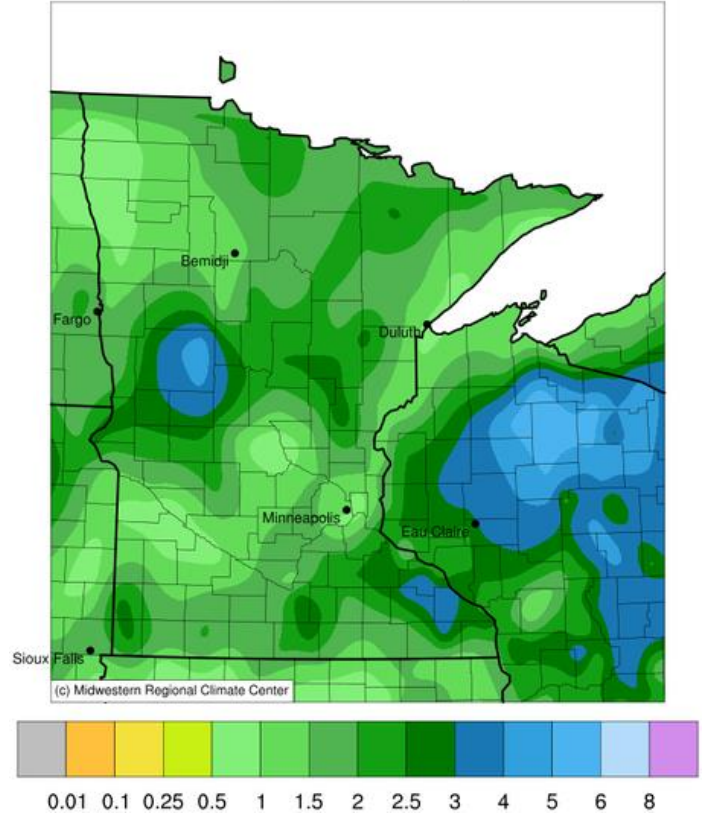 Bemidji
Fargo
Duluth
Minneapolis
Eau Claire
Sioux Falls
(c) Midwestern Regional Climate Center
0.01 0.1 0.25 0.5 1 1.5 2 2.5 3 4 5 6 8